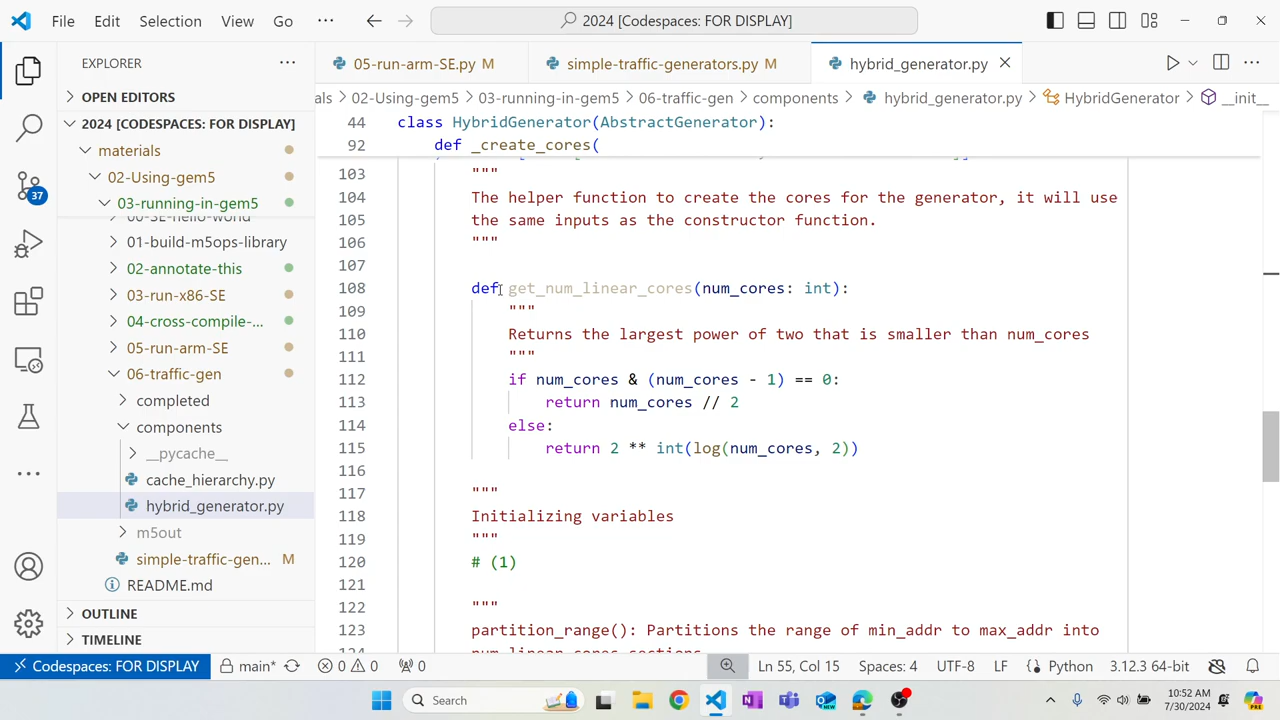 File Edit Selection View Go ··· 2024 [Codespaces: FOR DISPLAY]
EXPLORER
OPEN EDITORS
2024 [CODESPACES: FOR DISPLAY]
materials
02-Using-gem5
03-running-in-gem5
00-SE-hello-world
01-build-m5ops-library
02-annotate-this
03-run-x86-SE
04-cross-compile-...
05-run-arm-SE
06-traffic-gen
completed
components
__pycache__
cache_hierarchy.py
hybrid_generator.py
m5out
simple-traffic-gen... M
README.md
OUTLINE
TIMELINE
37
05-run-arm-SE.py M
simple-traffic-generators.py M
hybrid_generator.py
als > 02-Using-gem5 > 03-running-in-gem5 > 06-traffic-gen > components > hybrid_generator.py > HybridGenerator > __init__
44 class HybridGenerator(AbstractGenerator):
92 def _create_cores(
103 """
104 The helper function to create the cores for the generator, it will use
105 the same inputs as the constructor function.
106 """
107
108 def get_num_linear_cores(num_cores: int):
109 """
110 Returns the largest power of two that is smaller than num_cores
111 """
112 if num_cores & (num_cores - 1) == 0:
113 return num_cores // 2
114 else:
115 return 2 ** int(log(num_cores, 2))
116
117 """
118 Initializing variables
119 """
120 # (1)
121
122 """
123 partition_range(): Partitions the range of min_addr to max_addr into
num_linear_cores sections
Codespaces: FOR DISPLAY main* 0 0 0 Ln 55, Col 15 Spaces: 4 UTF-8 LF Python 3.12.3 64-bit
Search
10:52 AM
7/30/2024